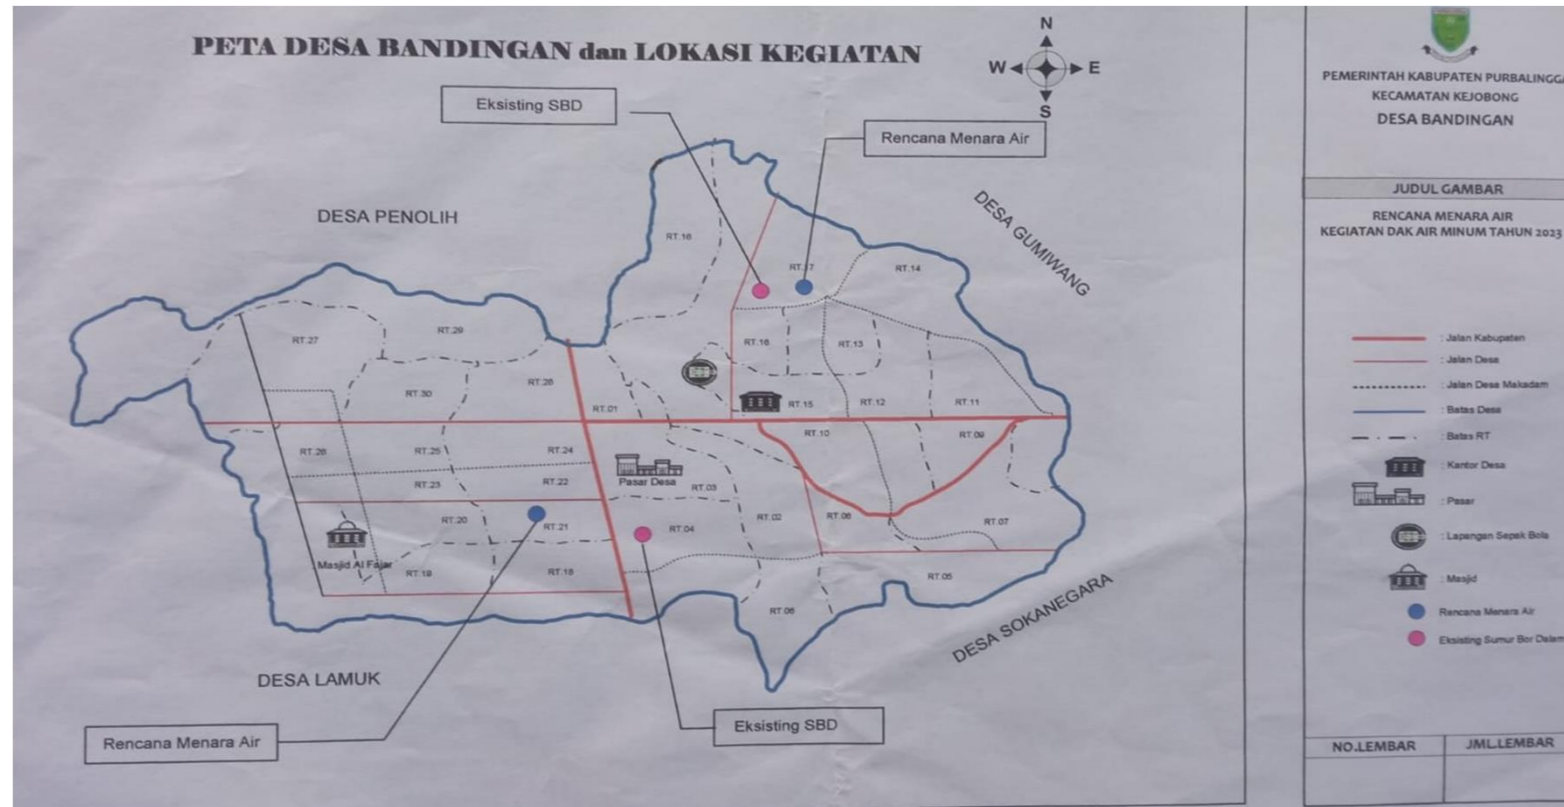 PETA DESA BANDINGAN dan LOKASI KEGIATAN
N
W
E
S
Eksisting SBD
Rencana Menara Air
DESA PENOLIH
DESA GUMIWANG
RT.18
RT.17
RT.14
RT.27
RT.29
RT.16
RT.13
RT.30
RT.28
RT.01
RT.15
RT.12
RT.11
RT.10
RT.09
RT.26
RT.25
RT.24
Pasar Desa
RT.23
RT.22
RT.03
RT.20
RT.21
RT.04
RT.02
RT.06
RT.07
Masjid Al Fajar
RT.19
RT.18
RT.05
RT.08
DESA SOKANEGARA
DESA LAMUK
Rencana Menara Air
Eksisting SBD
PEMERINTAH KABUPATEN PURBALINGGA
KECAMATAN KEJOBONG
DESA BANDINGAN
JUDUL GAMBAR
RENCANA MENARA AIR
KEGIATAN DAK AIR MINUM TAHUN 2023
: Jalan Kabupaten
: Jalan Desa
: Jalan Desa Makadam
: Batas Desa
: Batas RT
: Kantor Desa
: Pasar
: Lapangan Sepak Bola
: Masjid
Rencana Menara Air
Eksisting Sumur Bor Dalam
NO.LEMBAR
JML.LEMBAR